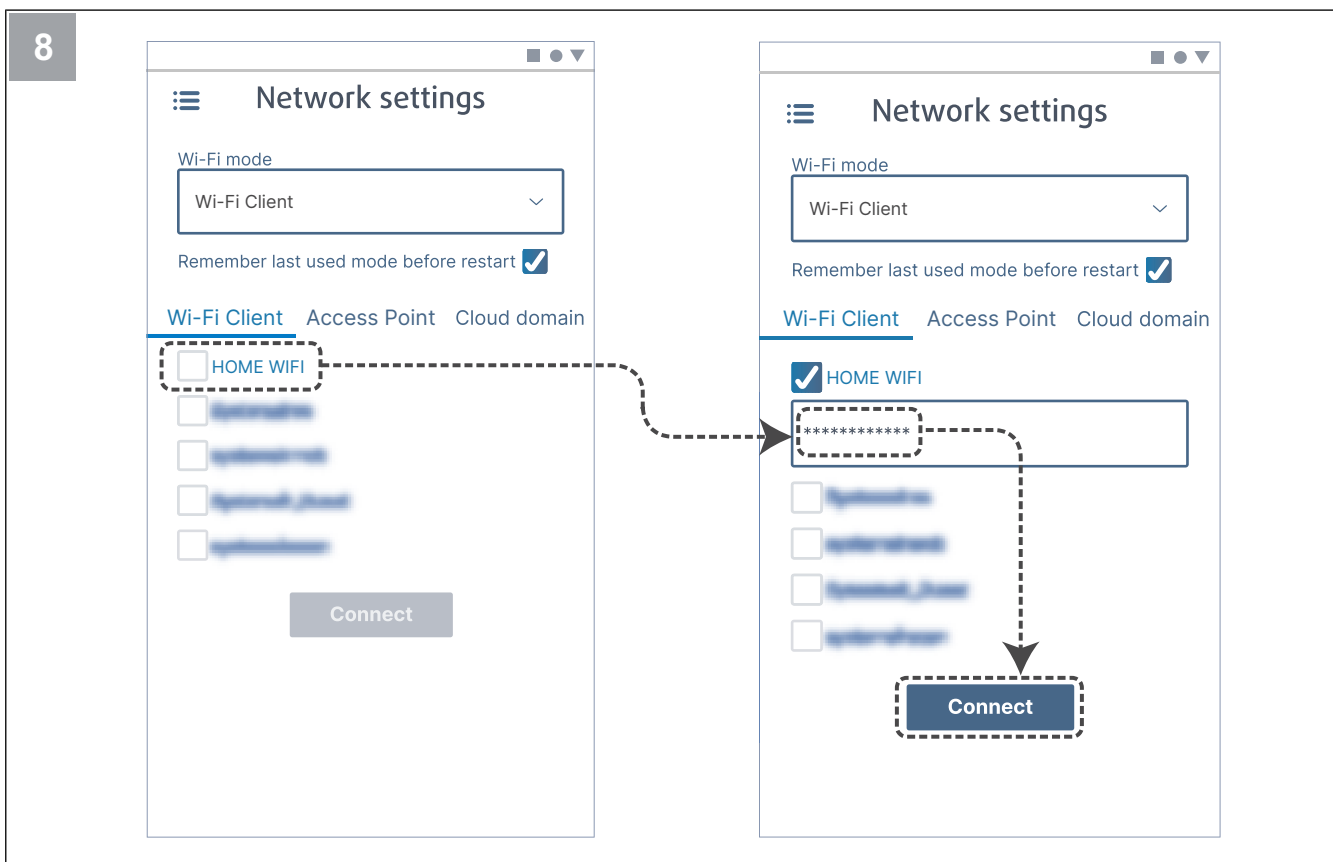 8
Network settings
Wi-Fi mode
Wi-Fi Client
Remember last used mode before restart
Wi-Fi Client Access Point Cloud domain
HOME WIFI
Connect
Network settings
Wi-Fi mode
Wi-Fi Client
Remember last used mode before restart
Wi-Fi Client Access Point Cloud domain
HOME WIFI
************
Connect